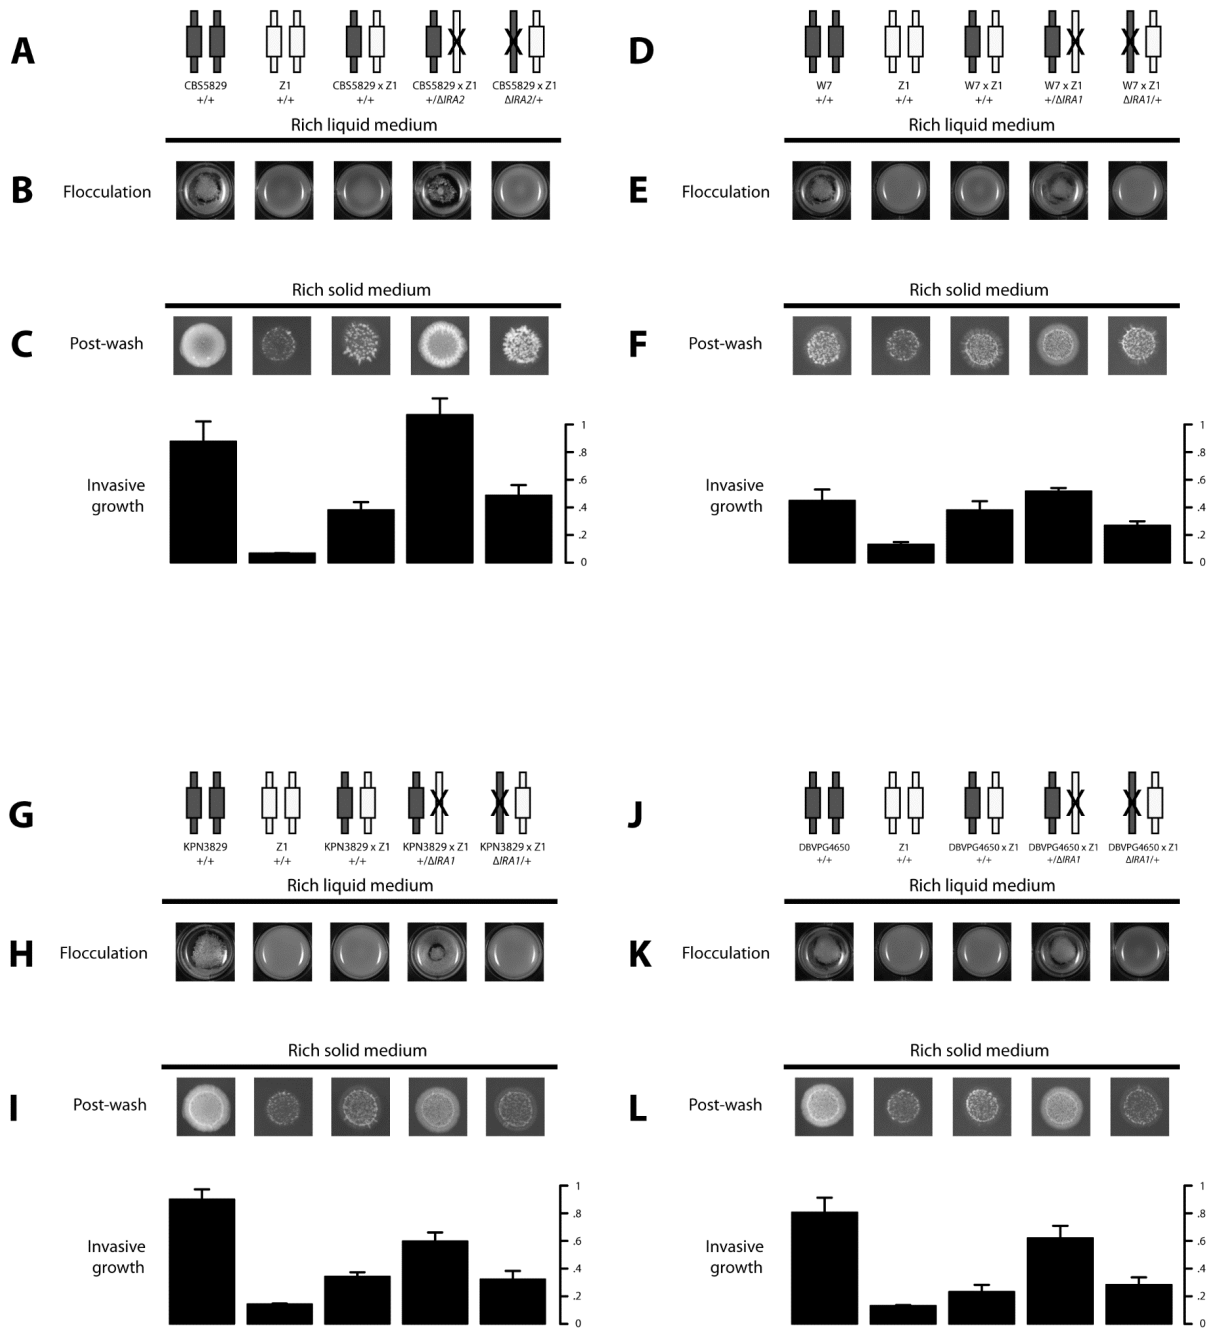 A
CBS5829 Z1 CBS5829 x Z1 CBS5829 x Z1 CBS5829 x Z1
+/+ +/+ +/+ +/ΔIRA2 ΔIRA2/+
Rich liquid medium
B
Flocculation
Rich solid medium
C
Post-wash
Invasive
growth
1
.8
.6
.4
.2
0
D
W7 Z1 W7 x Z1 W7 x Z1 W7 x Z1
+/+ +/+ +/+ +/ΔIRA1 ΔIRA1/+
Rich liquid medium
E
Flocculation
Rich solid medium
F
Post-wash
Invasive
growth
1
.8
.6
.4
.2
0
G
KPN3829 Z1 KPN3829 x Z1 KPN3829 x Z1 KPN3829 x Z1
+/+ +/+ +/+ +/ΔIRA1 ΔIRA1/+
Rich liquid medium
H
Flocculation
Rich solid medium
I
Post-wash
Invasive
growth
1
.8
.6
.4
.2
0
J
DBVPG4650 Z1 DBVPG4650 x Z1 DBVPG4650 x Z1 DBVPG4650 x Z1
+/+ +/+ +/+ +/ΔIRA1 ΔIRA1/+
Rich liquid medium
K
Flocculation
Rich solid medium
L
Post-wash
Invasive
growth
1
.8
.6
.4
.2
0